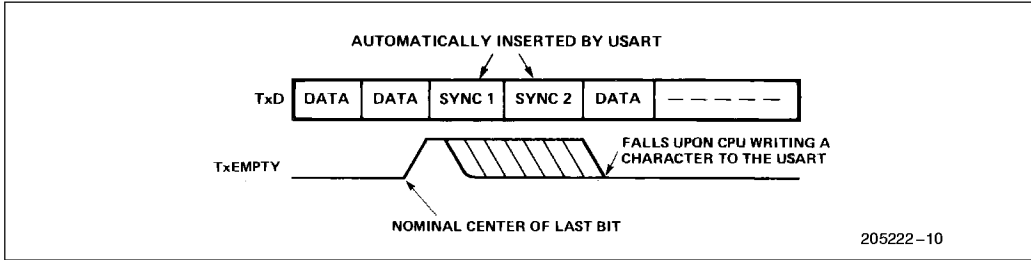 AUTOMATICALLY INSERTED BY USART
TxD DATA DATA SYNC 1 SYNC 2 DATA – – – – – –
FALLS UPON CPU WRITING A
CHARACTER TO THE USART
TxEMPTY
NOMINAL CENTER OF LAST BIT
205222–10